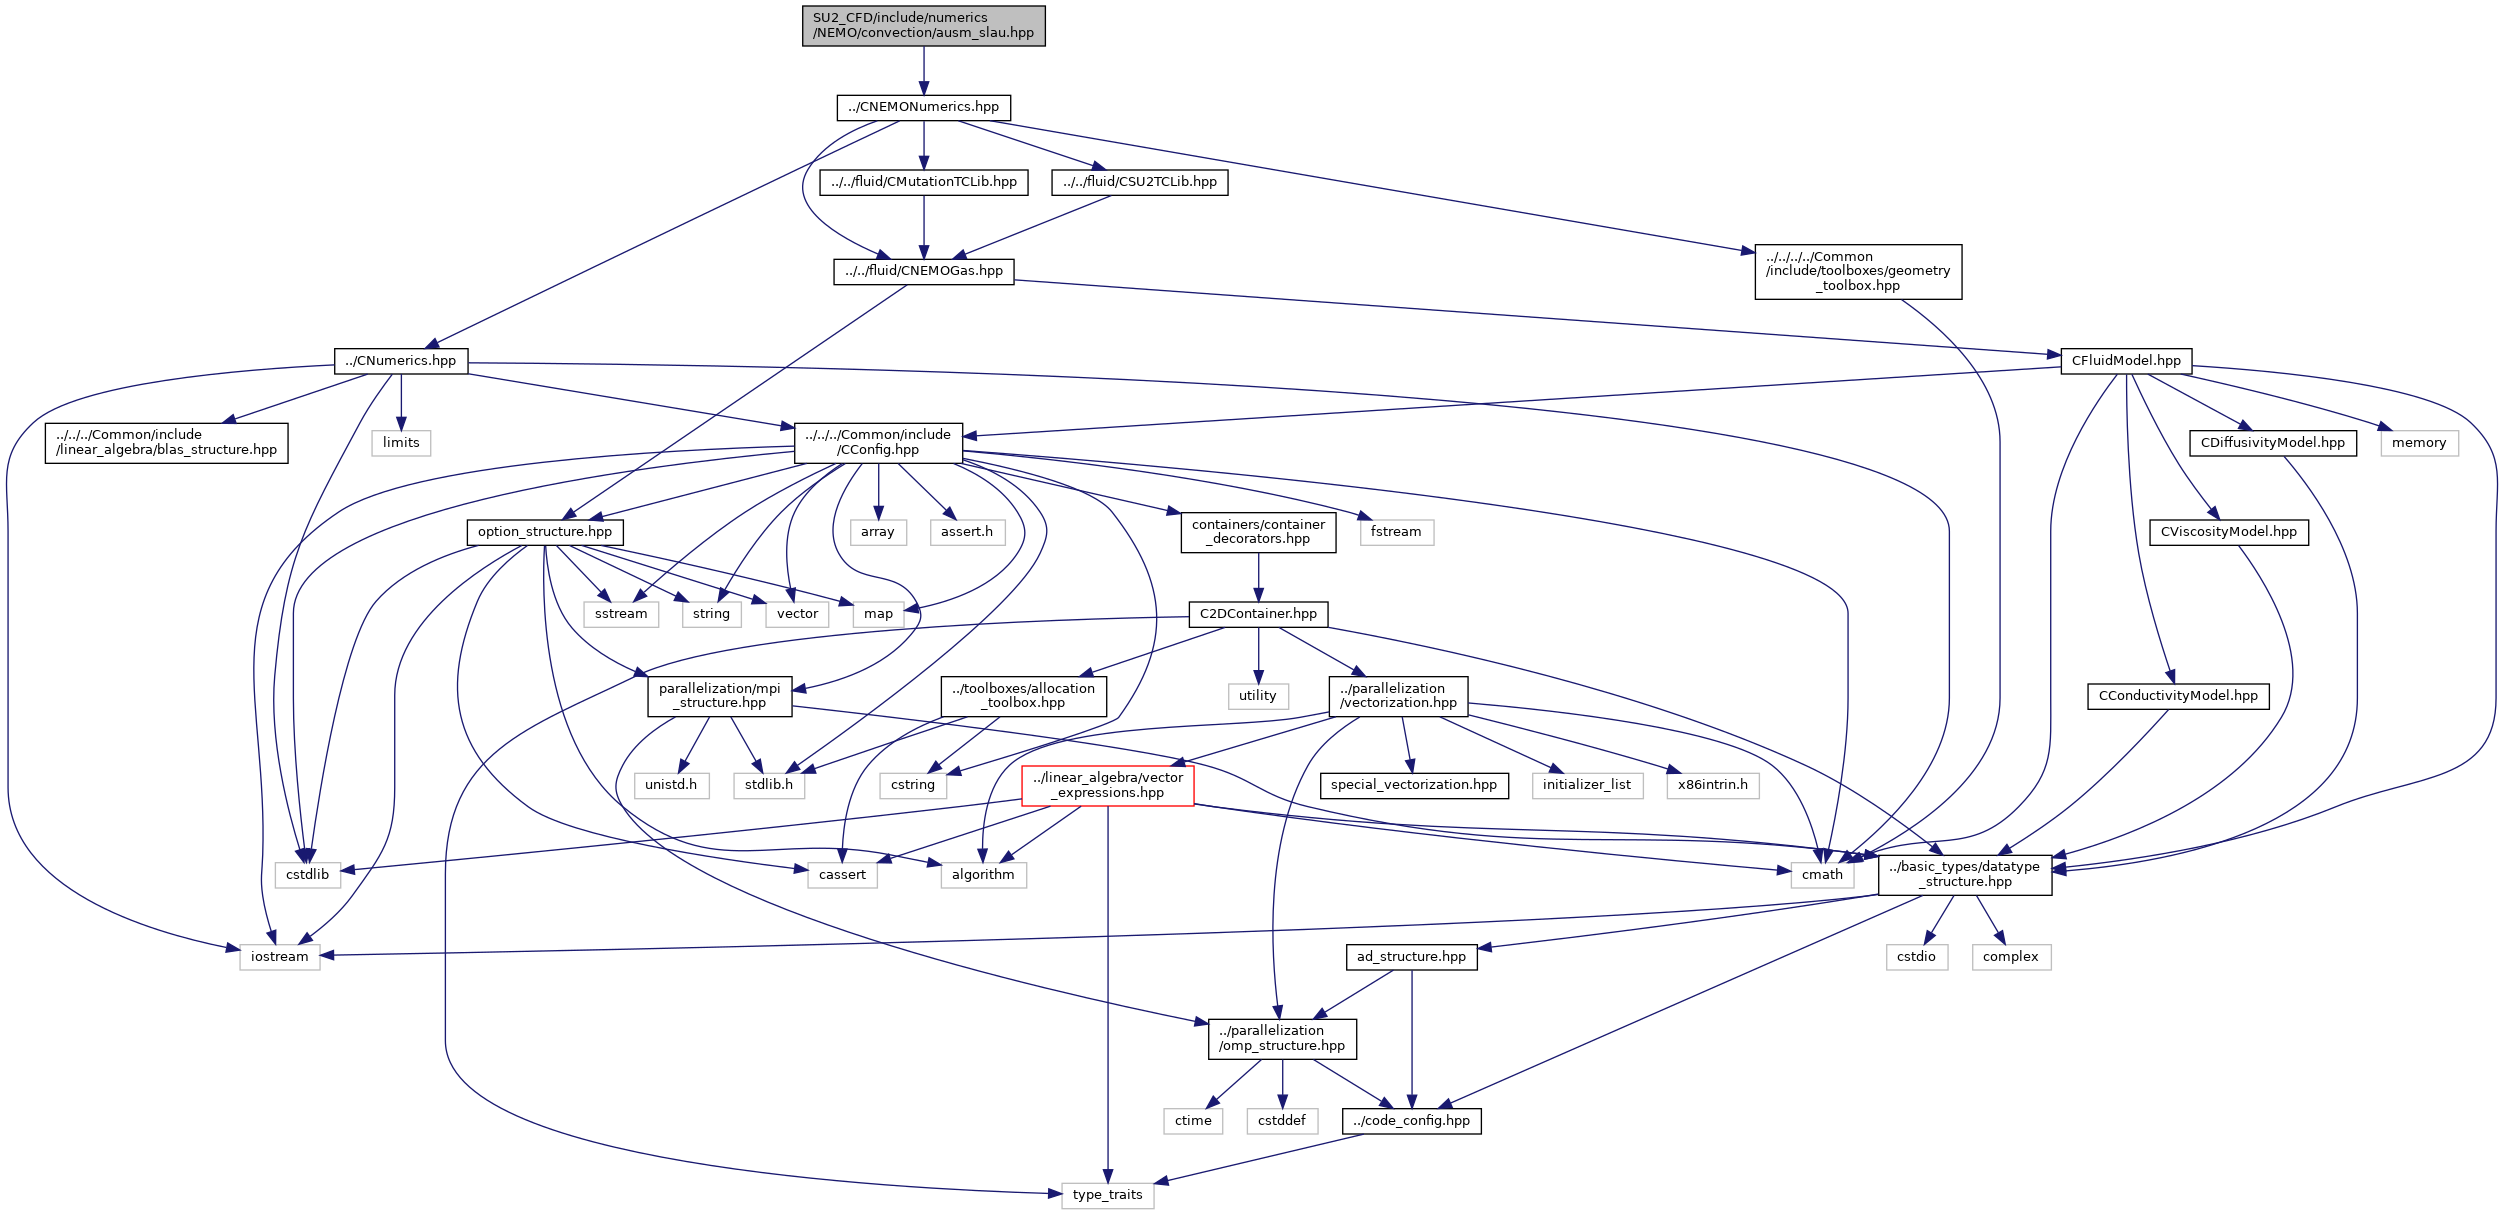 SU2_CFD/include/numerics
/NEMO/convection/ausm_slau.hpp
../CNEMONumerics.hpp
../../fluid/CMutationTCLib.hpp
../../fluid/CSU2TCLib.hpp
../../fluid/CNEMOGas.hpp
../../../../Common
/include/toolboxes/geometry
_toolbox.hpp
../CNumerics.hpp
CFluidModel.hpp
../../../Common/include
/linear_algebra/blas_structure.hpp
limits
../../../Common/include
/CConfig.hpp
CDiffusivityModel.hpp
memory
option_structure.hpp
array
assert.h
containers/container
_decorators.hpp
fstream
CViscosityModel.hpp
sstream
string
vector
map
C2DContainer.hpp
parallelization/mpi
_structure.hpp
../toolboxes/allocation
_toolbox.hpp
utility
../parallelization
/vectorization.hpp
CConductivityModel.hpp
unistd.h
stdlib.h
cstring
../linear_algebra/vector
_expressions.hpp
special_vectorization.hpp
initializer_list
x86intrin.h
cstdlib
cassert
algorithm
cmath
../basic_types/datatype
_structure.hpp
iostream
ad_structure.hpp
cstdio
complex
../parallelization
/omp_structure.hpp
ctime
cstddef
../code_config.hpp
type_traits